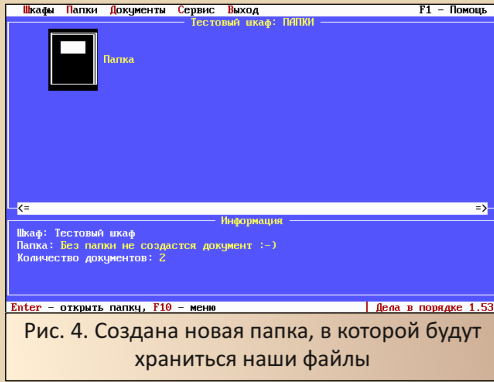 Шкафы Папки Документы Сервис Выход F1 - Помощь
Тестовый шкаф: ПАПКИ
Папка
<= =>
Информация
Шкаф: Тестовый шкаф
Папка: Без папки не создастся документ :-)
Количество документов: 2
Enter - открыть папку, F10 - меню Дела в порядке 1.53
Рис. 4. Создана новая папка, в которой будут
храниться наши файлы